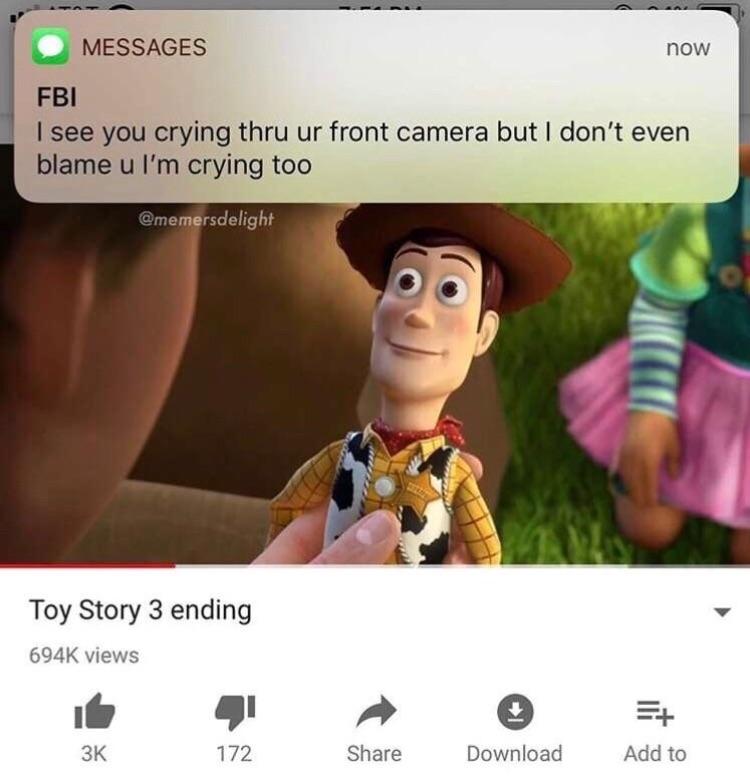 MESSAGES now
FBI
I see you crying thru ur front camera but I don't even
blame u I'm crying too
@memersdelight
Toy Story 3 ending
694K views
3K 172 Share Download Add to